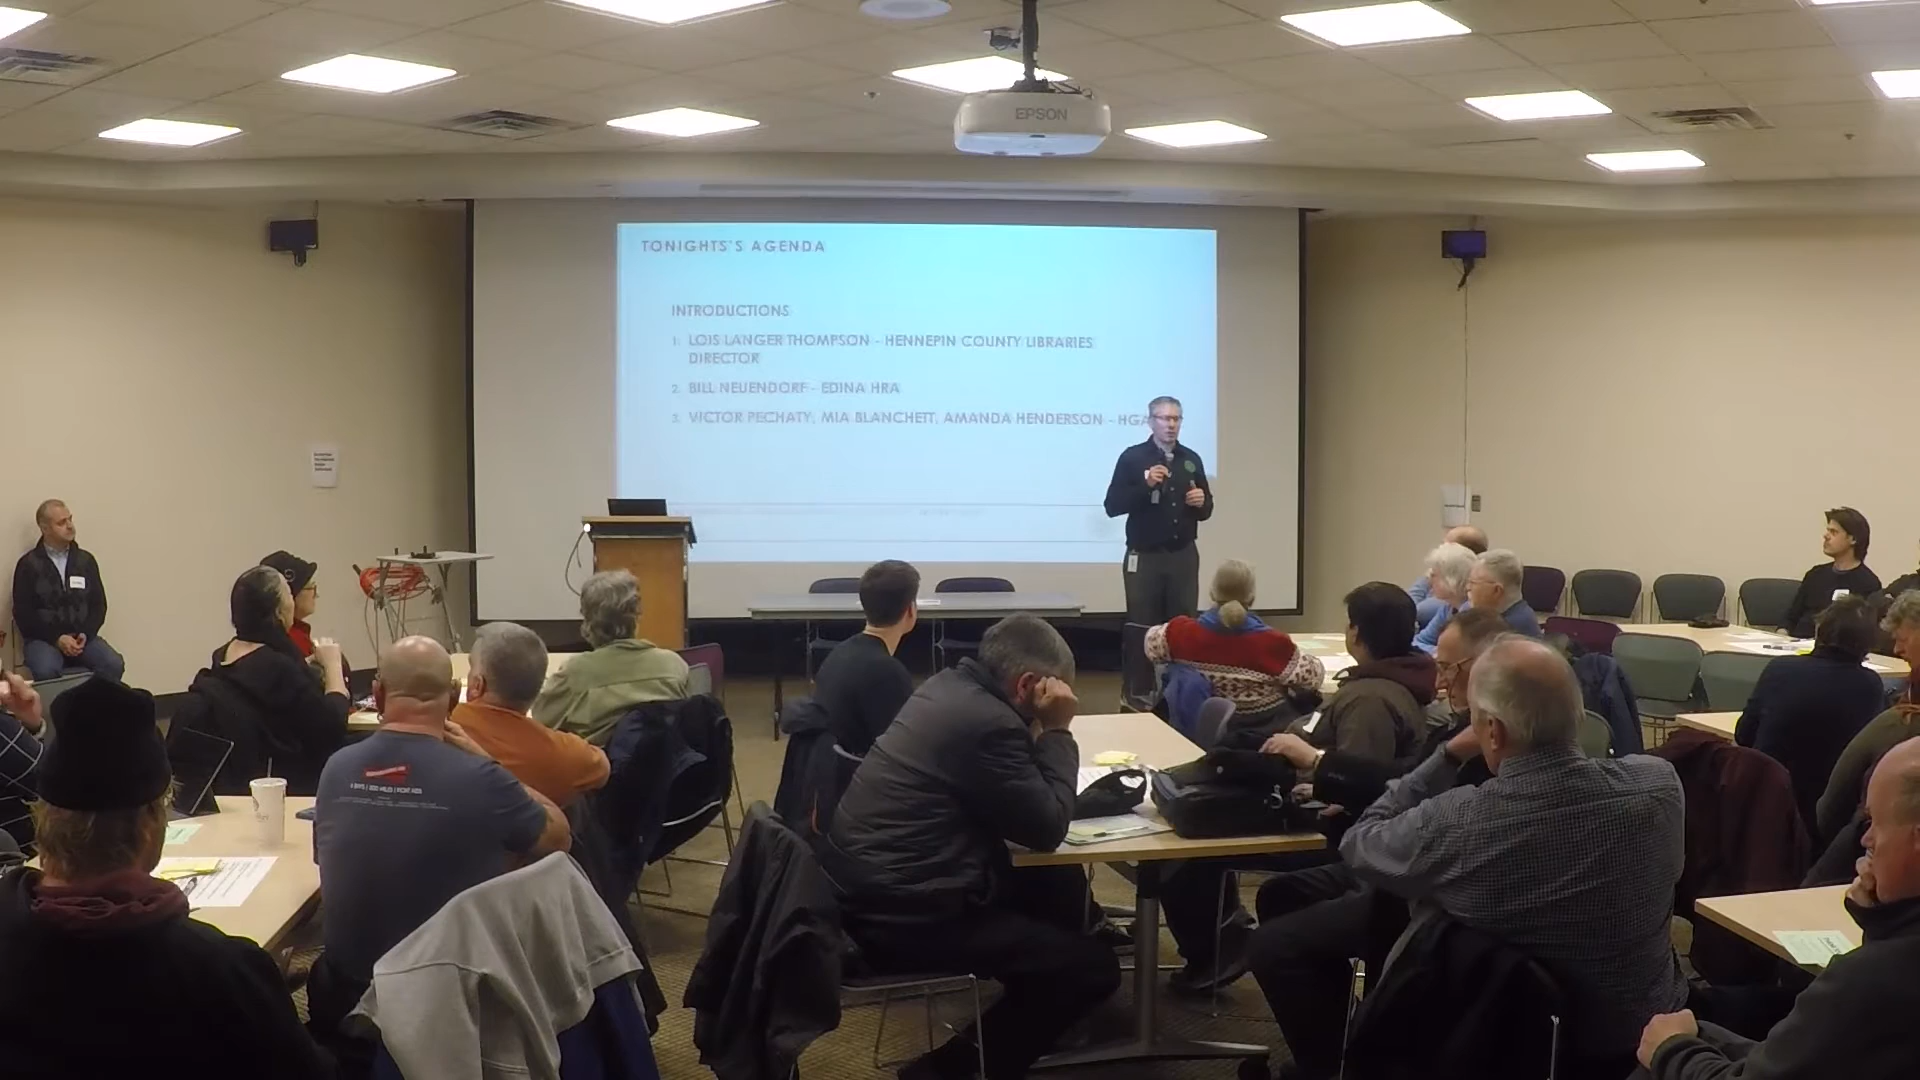 EPSON
TONIGHTS'S AGENDA
INTRODUCTIONS
1. LOIS LANGER THOMPSON - HENNEPIN COUNTY LIBRARIES
DIRECTOR
2. BILL NEUENDORF - EDINA HRA
3. VICTOR PECHATY, MIA BLANCHETT, AMANDA HENDERSON - HGA